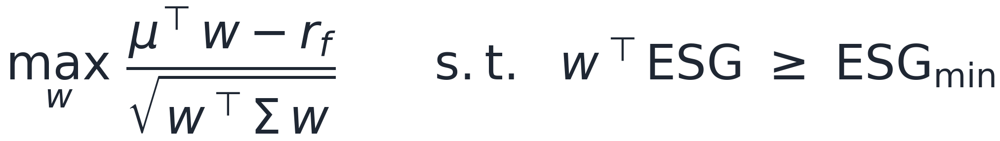 max_w (μ^⊤ w − r_f) / √(w^⊤ Σ w)  s.t.  w^⊤ ESG ≥ ESG_min